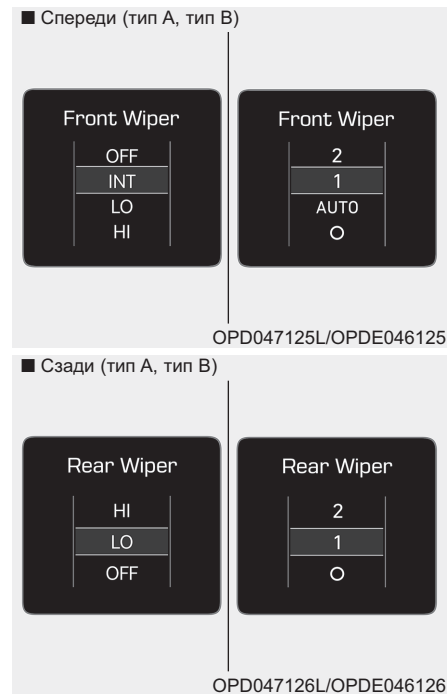 ■ Спереди (тип A, тип B)
Front Wiper
OFF
INT
LO
HI
Front Wiper
2
1
AUTO
O
OPD047125L/OPDE046125
■ Сзади (тип A, тип B)
Rear Wiper
HI
LO
OFF
Rear Wiper
2
1
O
OPD047126L/OPDE046126